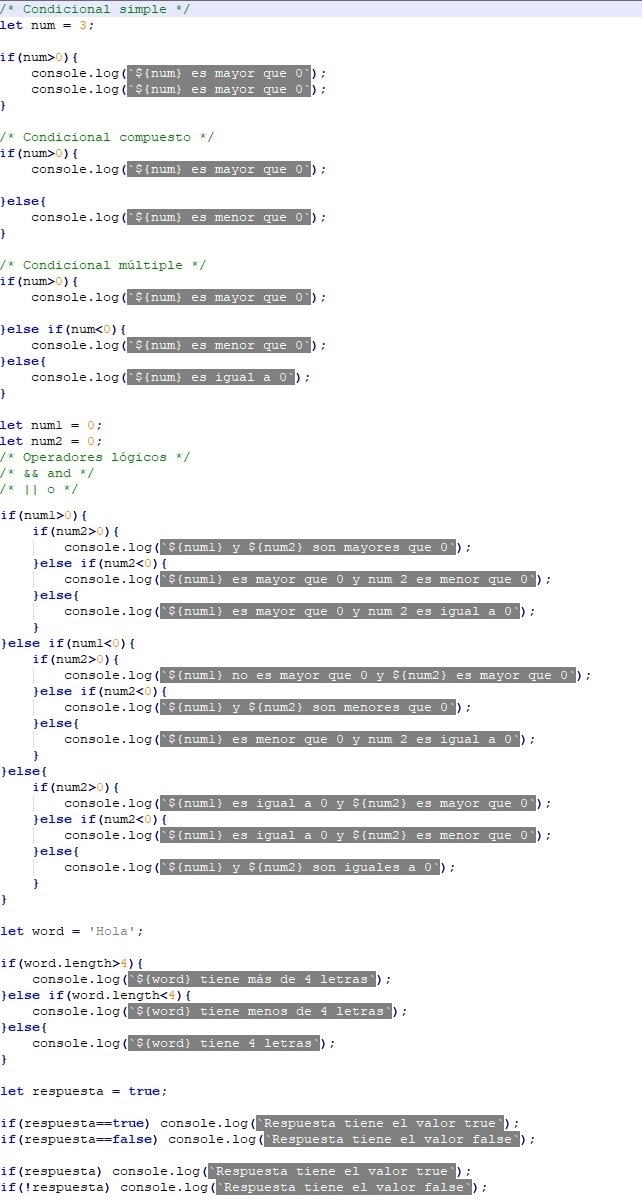 /* Condicional simple */
let num = 3;
if(num>0){
console.log(`${num} es mayor que 0`);
console.log(`${num} es mayor que 0`);
}
/* Condicional compuesto */
if(num>0){
console.log(`${num} es mayor que 0`);
}else{
console.log(`${num} es menor que 0`);
}
/* Condicional múltiple */
if(num>0){
console.log(`${num} es mayor que 0`);
}else if(num<0){
console.log(`${num} es menor que 0`);
}else{
console.log(`${num} es igual a 0`);
}
let num1 = 0;
let num2 = 0;
/* Operadores lógicos */
/* && and */
/* || o */
if(num1>0){
if(num2>0){
console.log(`${num1} y ${num2} son mayores que 0`);
}else if(num2<0){
console.log(`${num1} es mayor que 0 y num 2 es menor que 0`);
}else{
console.log(`${num1} es mayor que 0 y num 2 es igual a 0`);
}
}else if(num1<0){
if(num2>0){
console.log(`${num1} no es mayor que 0 y ${num2} es mayor que 0`);
}else if(num2<0){
console.log(`${num1} y ${num2} son menores que 0`);
}else{
console.log(`${num1} es menor que 0 y num 2 es igual a 0`);
}
}else{
if(num2>0){
console.log(`${num1} es igual a 0 y ${num2} es mayor que 0`);
}else if(num2<0){
console.log(`${num1} es igual a 0 y ${num2} es menor que 0`);
}else{
console.log(`${num1} y ${num2} son iguales a 0`);
}
}
let word = 'Hola';
if(word.length>4){
console.log(`${word} tiene más de 4 letras`);
}else if(word.length<4){
console.log(`${word} tiene menos de 4 letras`);
}else{
console.log(`${word} tiene 4 letras`);
}
let respuesta = true;
if(respuesta==true) console.log(`Respuesta tiene el valor true`);
if(respuesta==false) console.log(`Respuesta tiene el valor false`);
if(respuesta) console.log(`Respuesta tiene el valor true`);
if(!respuesta) console.log(`Respuesta tiene el valor false`);